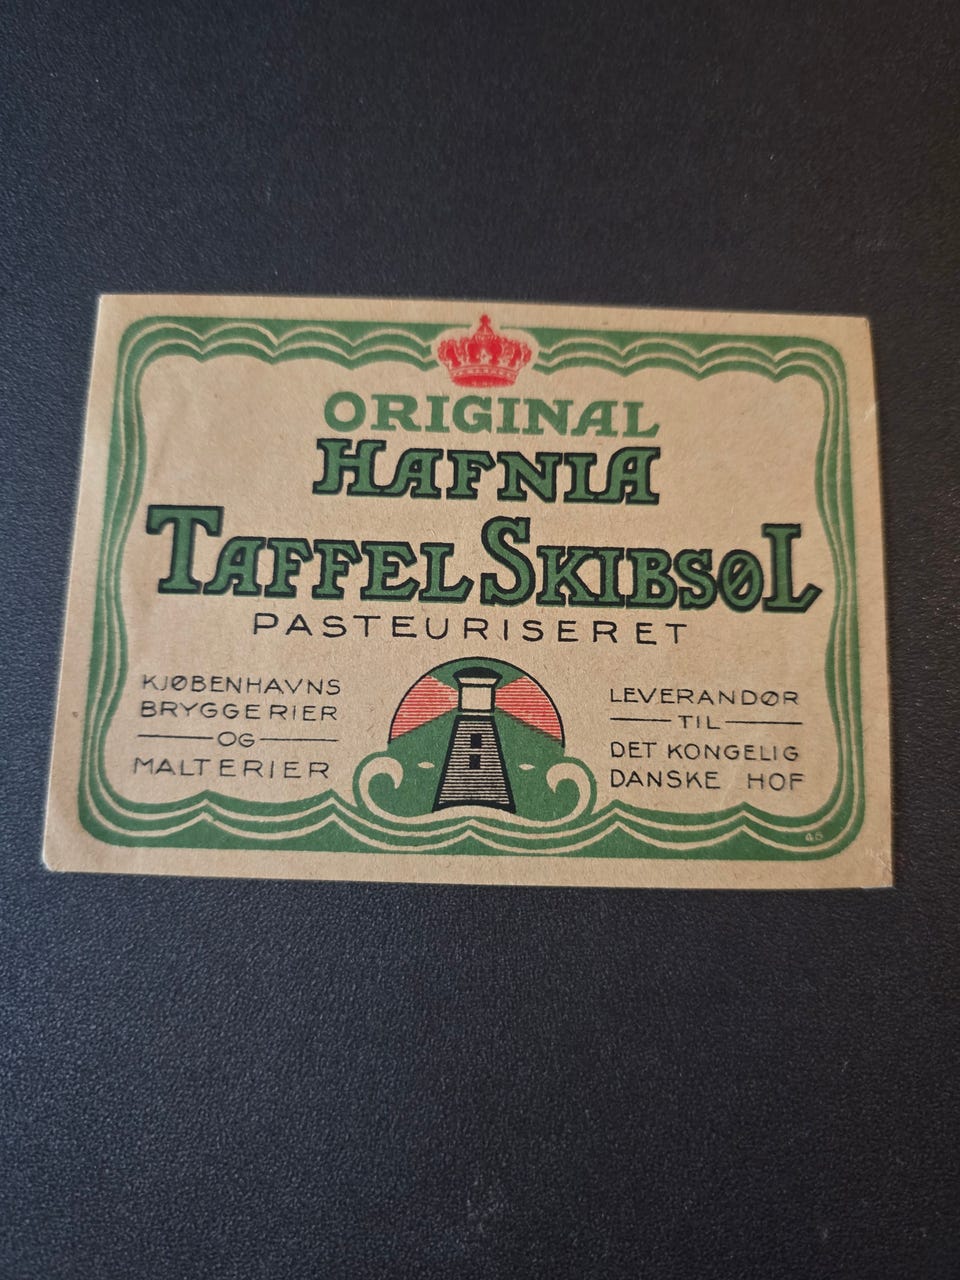 ORIGINAL
HAFNIA
TAFFEL SKIBSØL
PASTEURISERET
KJØBENHAVNS
BRYGGERIER
OG
MALTERIER
LEVERANDØR
TIL
DET KONGELIG
DANSKE HOF